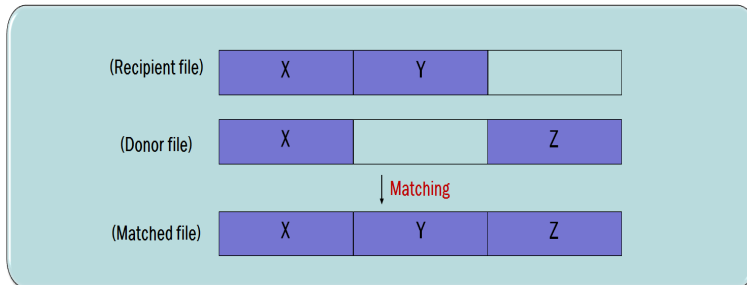 (Recipient file) X Y
(Donor file) X Z
Matching
(Matched file) X Y Z